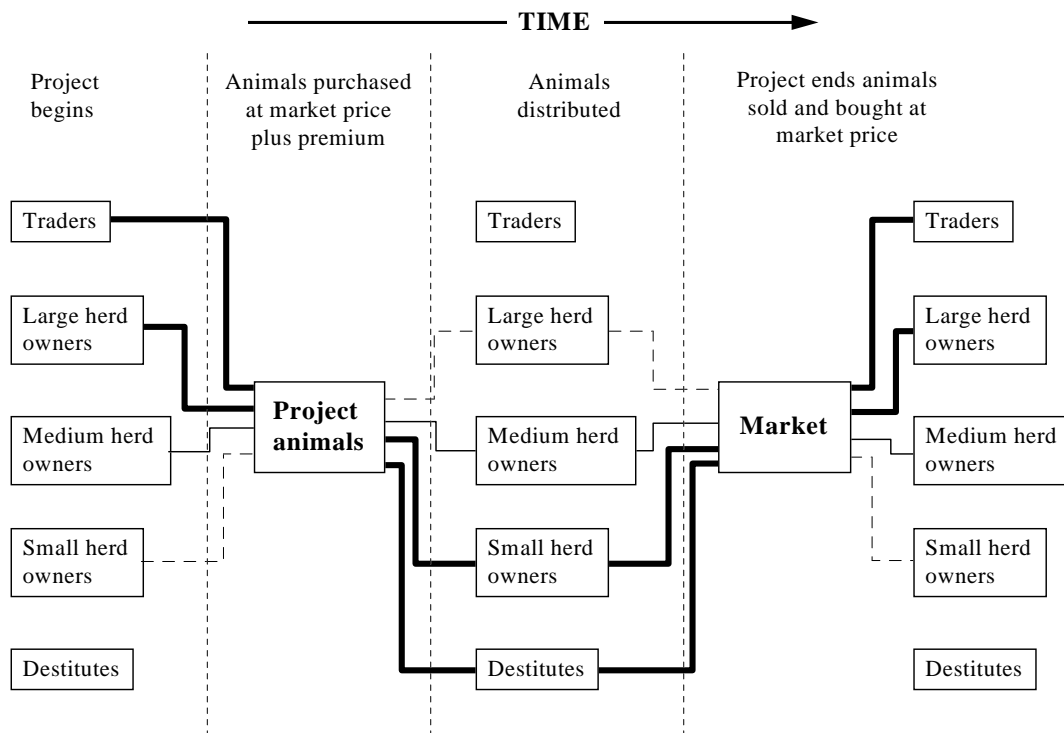 TIME
Project
begins
Animals purchased
at market price
plus premium
Animals
distributed
Project ends animals
sold and bought at
market price
Traders
Large herd
owners
Medium herd
owners
Small herd
owners
Destitutes
Project
animals
Traders
Large herd
owners
Medium herd
owners
Small herd
owners
Destitutes
Market
Traders
Large herd
owners
Medium herd
owners
Small herd
owners
Destitutes